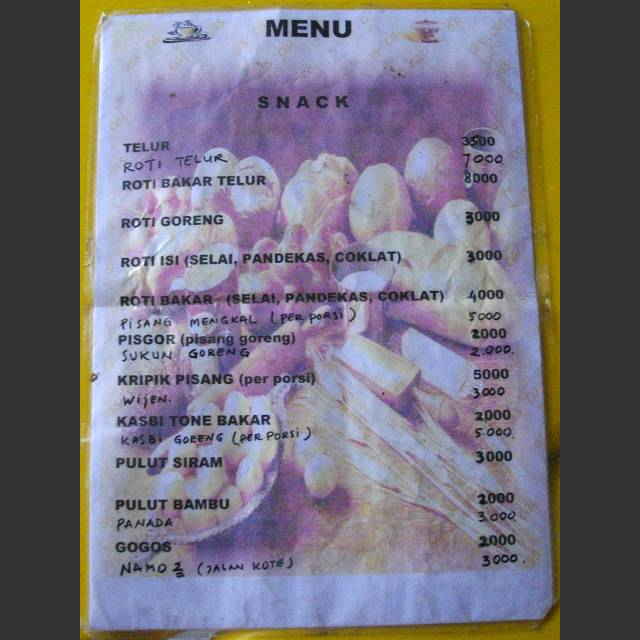 MENU
SNACK
TELUR 3500
ROTI TELUR 7000
ROTI BAKAR TELUR 8000
ROTI GORENG 3000
ROTI ISI (SELAI, PANDEKAS, COKLAT) 3000
ROTI BAKAR (SELAI, PANDEKAS, COKLAT) 4000
PISANG MENGKAL (PER PORSI) 5000
PISGOR (pisang goreng) 2000
SUKUN GORENG 2.000.
KRIPIK PISANG (per porsi) 5000
WIJEN. 3000
KASBI TONE BAKAR 2000
KASBI GORENG (PER PORSI) 5.000.
PULUT SIRAM 3000
PULUT BAMBU 2000
PANADA 3.000
GOGOS 2000
NAMO 2 (JALAN KOTE) 3000.